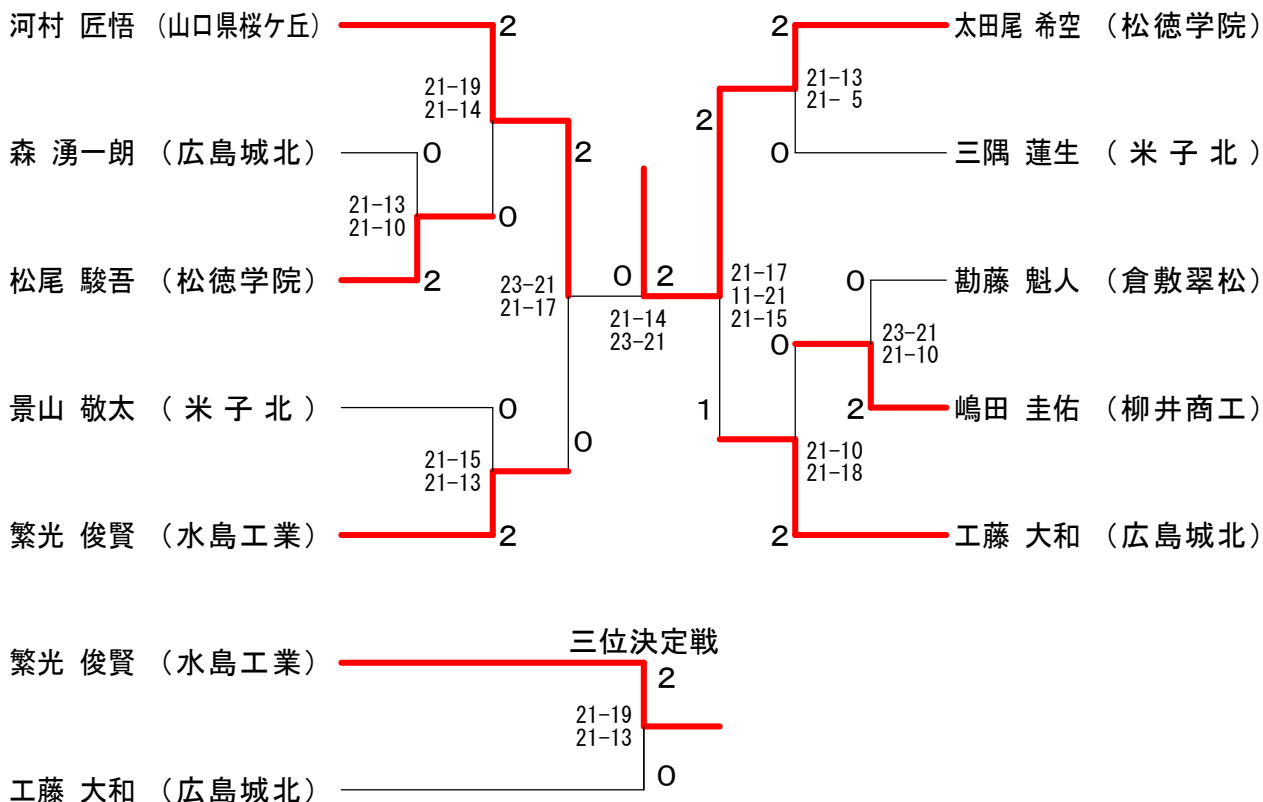 河村 匠悟 (山口県桜ケ丘) 2 2 太田尾 希空 (松徳学院)
21-19 21-13
21-14 21- 5
2
森 湧一朗 (広島城北) 0 2 0 三隅 蓮生 (米子北)
21-13
21-10 0
松尾 駿吾 (松徳学院) 2 23-21 0 2 21-17 0 勘藤 魁人 (倉敷翠松)
21-17 11-21
21-14 21-15
23-21 0 23-21
21-10
景山 敬太 (米子北) 0 1 2 嶋田 圭佑 (柳井商工)
0
21-15 21-10
21-13 21-18
繁光 俊賢 (水島工業) 2 2 工藤 大和 (広島城北)
三位決定戦
繁光 俊賢 (水島工業) 2
21-19
21-13
工藤 大和 (広島城北) 0